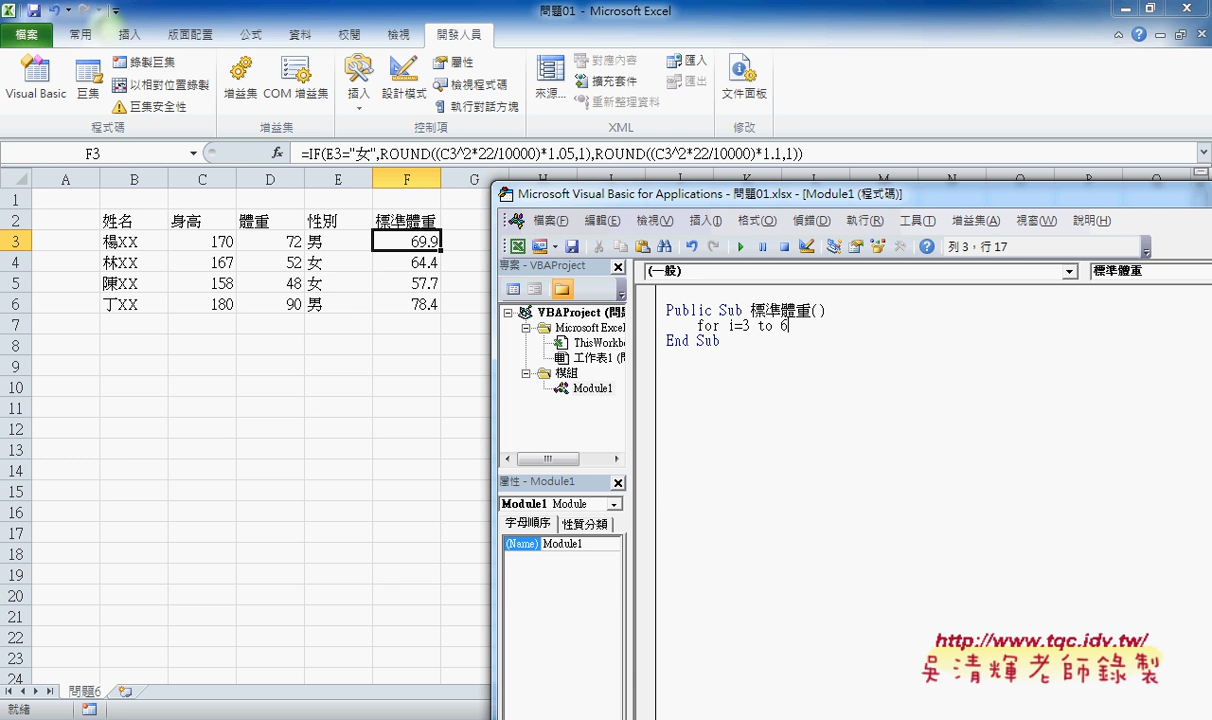 問題01 - Microsoft Excel
檔案 常用 插入 版面配置 公式 資料 校閱 檢視 開發人員
Visual Basic 巨集 錄製巨集 以相對位置錄製 巨集安全性
增益集 COM 增益集
插入 設計模式 屬性 檢視程式碼 執行對話方塊
來源... 對應內容 擴充套件 重新整理資料 匯入 匯出
文件面板
程式碼 增益集 控制項 XML 修改
F3 fx =IF(E3="女",ROUND((C3^2*22/10000)*1.05,1),ROUND((C3^2*22/10000)*1.1,1))
A B C D E F G
1
2 姓名 身高 體重 性別 標準體重
3 楊XX 170 72 男 69.9
4 林XX 167 52 女 64.4
5 陳XX 158 48 女 57.7
6 丁XX 180 90 男 78.4
7
8
9
10
11
12
13
14
15
16
17
18
19
20
21
22
23
24
問題6
就緒
Microsoft Visual Basic for Applications - 問題01.xlsx - [Module1 (程式碼)]
檔案(F) 編輯(E) 檢視(V) 插入(I) 格式(O) 偵錯(D) 執行(R) 工具(T) 增益集(A) 視窗(W) 說明(H)
列 3，行 17
專案 - VBAProject
VBAProject (問
Microsoft Excel
ThisWorkb
工作表1 (問
模組
Module1
屬性 - Module1
Module1 Module
字母順序 性質分類
(Name) Module1
(一般) 標準體重
Public Sub 標準體重()
for i=3 to 6
End Sub
http://www.tqc.idv.tw/
吳清輝老師錄製